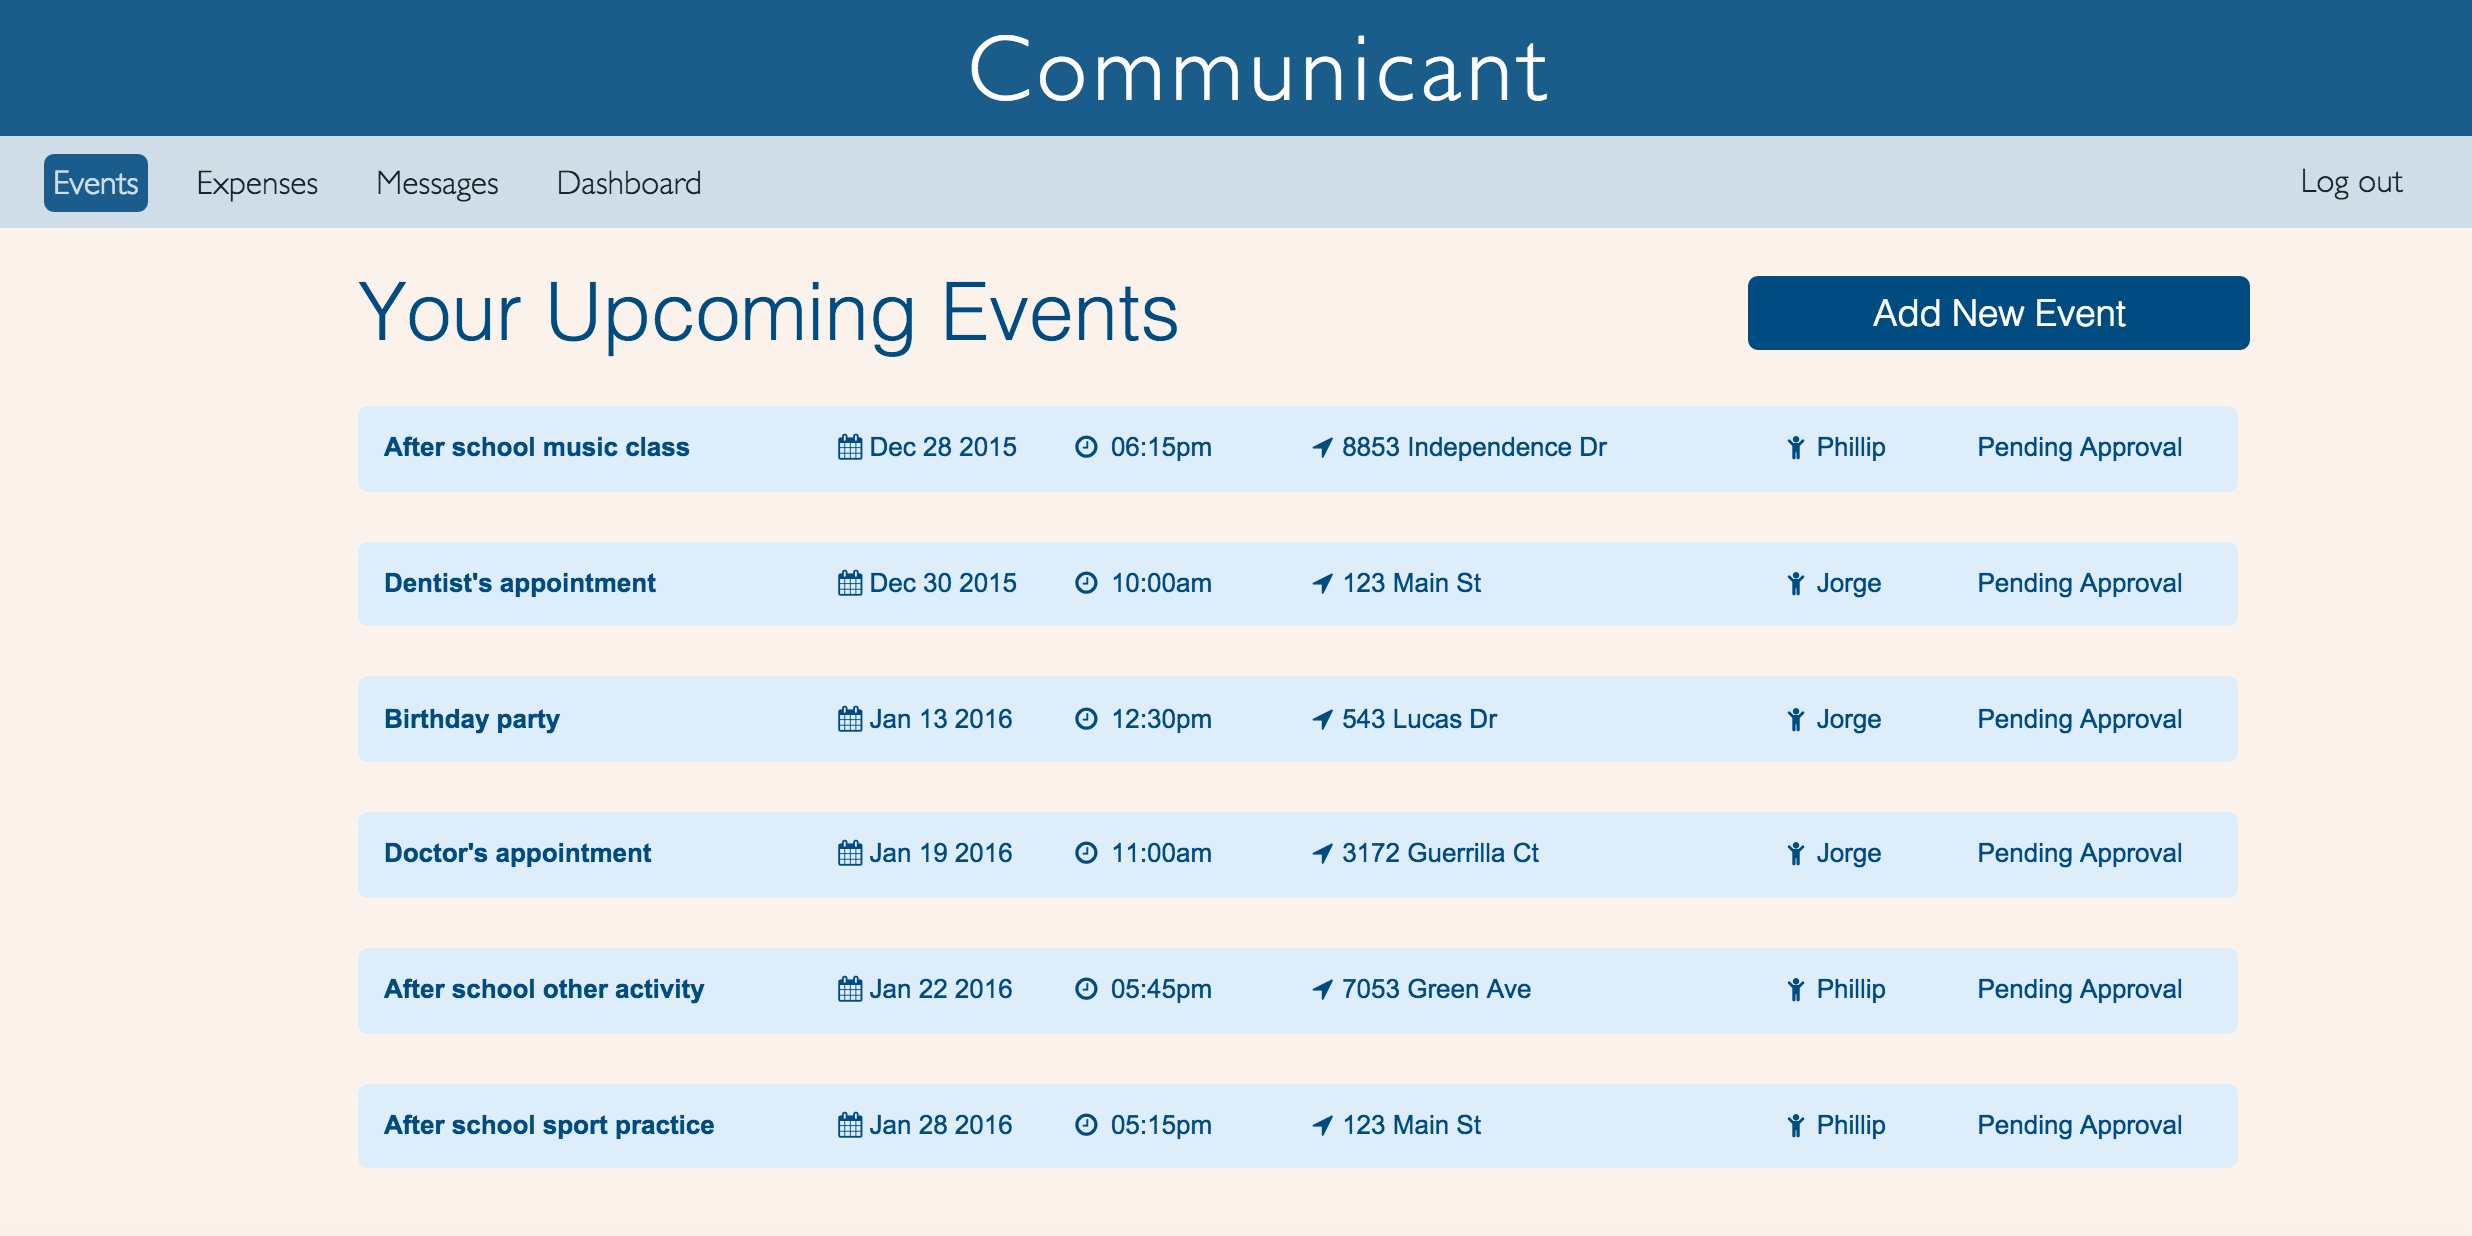 Communicant
Events Expenses Messages Dashboard Log out
Your Upcoming Events Add New Event
After school music class Dec 28 2015 06:15pm 8853 Independence Dr Phillip Pending Approval
Dentist's appointment Dec 30 2015 10:00am 123 Main St Jorge Pending Approval
Birthday party Jan 13 2016 12:30pm 543 Lucas Dr Jorge Pending Approval
Doctor's appointment Jan 19 2016 11:00am 3172 Guerrilla Ct Jorge Pending Approval
After school other activity Jan 22 2016 05:45pm 7053 Green Ave Phillip Pending Approval
After school sport practice Jan 28 2016 05:15pm 123 Main St Phillip Pending Approval